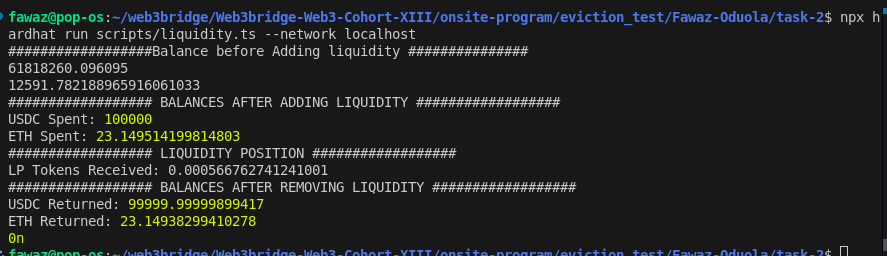 fawaz@pop-os:~/web3bridge/Web3bridge-Web3-Cohort-XIII/onsite-program/eviction_test/Fawaz-Oduola/task-2$ npx h
ardhat run scripts/liquidity.ts --network localhost
##################Balance before Adding liquidity ###############
61818260.096095
12591.782188965916061033
################## BALANCES AFTER ADDING LIQUIDITY ##################
USDC Spent: 100000
ETH Spent: 23.149514199814803
################## LIQUIDITY POSITION ##################
LP Tokens Received: 0.000566762741241001
################## BALANCES AFTER REMOVING LIQUIDITY ##################
USDC Returned: 99999.99999899417
ETH Returned: 23.14938299410278
0n
fawaz@pop-os:~/web3bridge/Web3bridge-Web3-Cohort-XIII/onsite-program/eviction_test/Fawaz-Oduola/task-2$